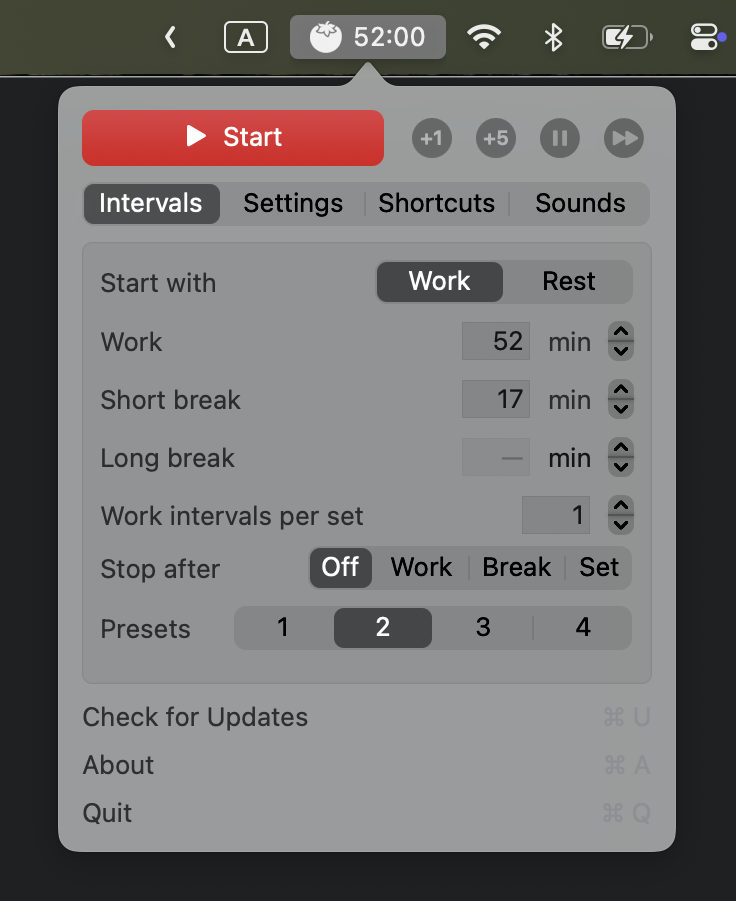 A 52:00
Start +1 +5
Intervals Settings Shortcuts Sounds
Start with Work Rest
Work 52 min
Short break 17 min
Long break — min
Work intervals per set 1
Stop after Off Work Break Set
Presets 1 2 3 4
Check for Updates ⌘ U
About ⌘ A
Quit ⌘ Q